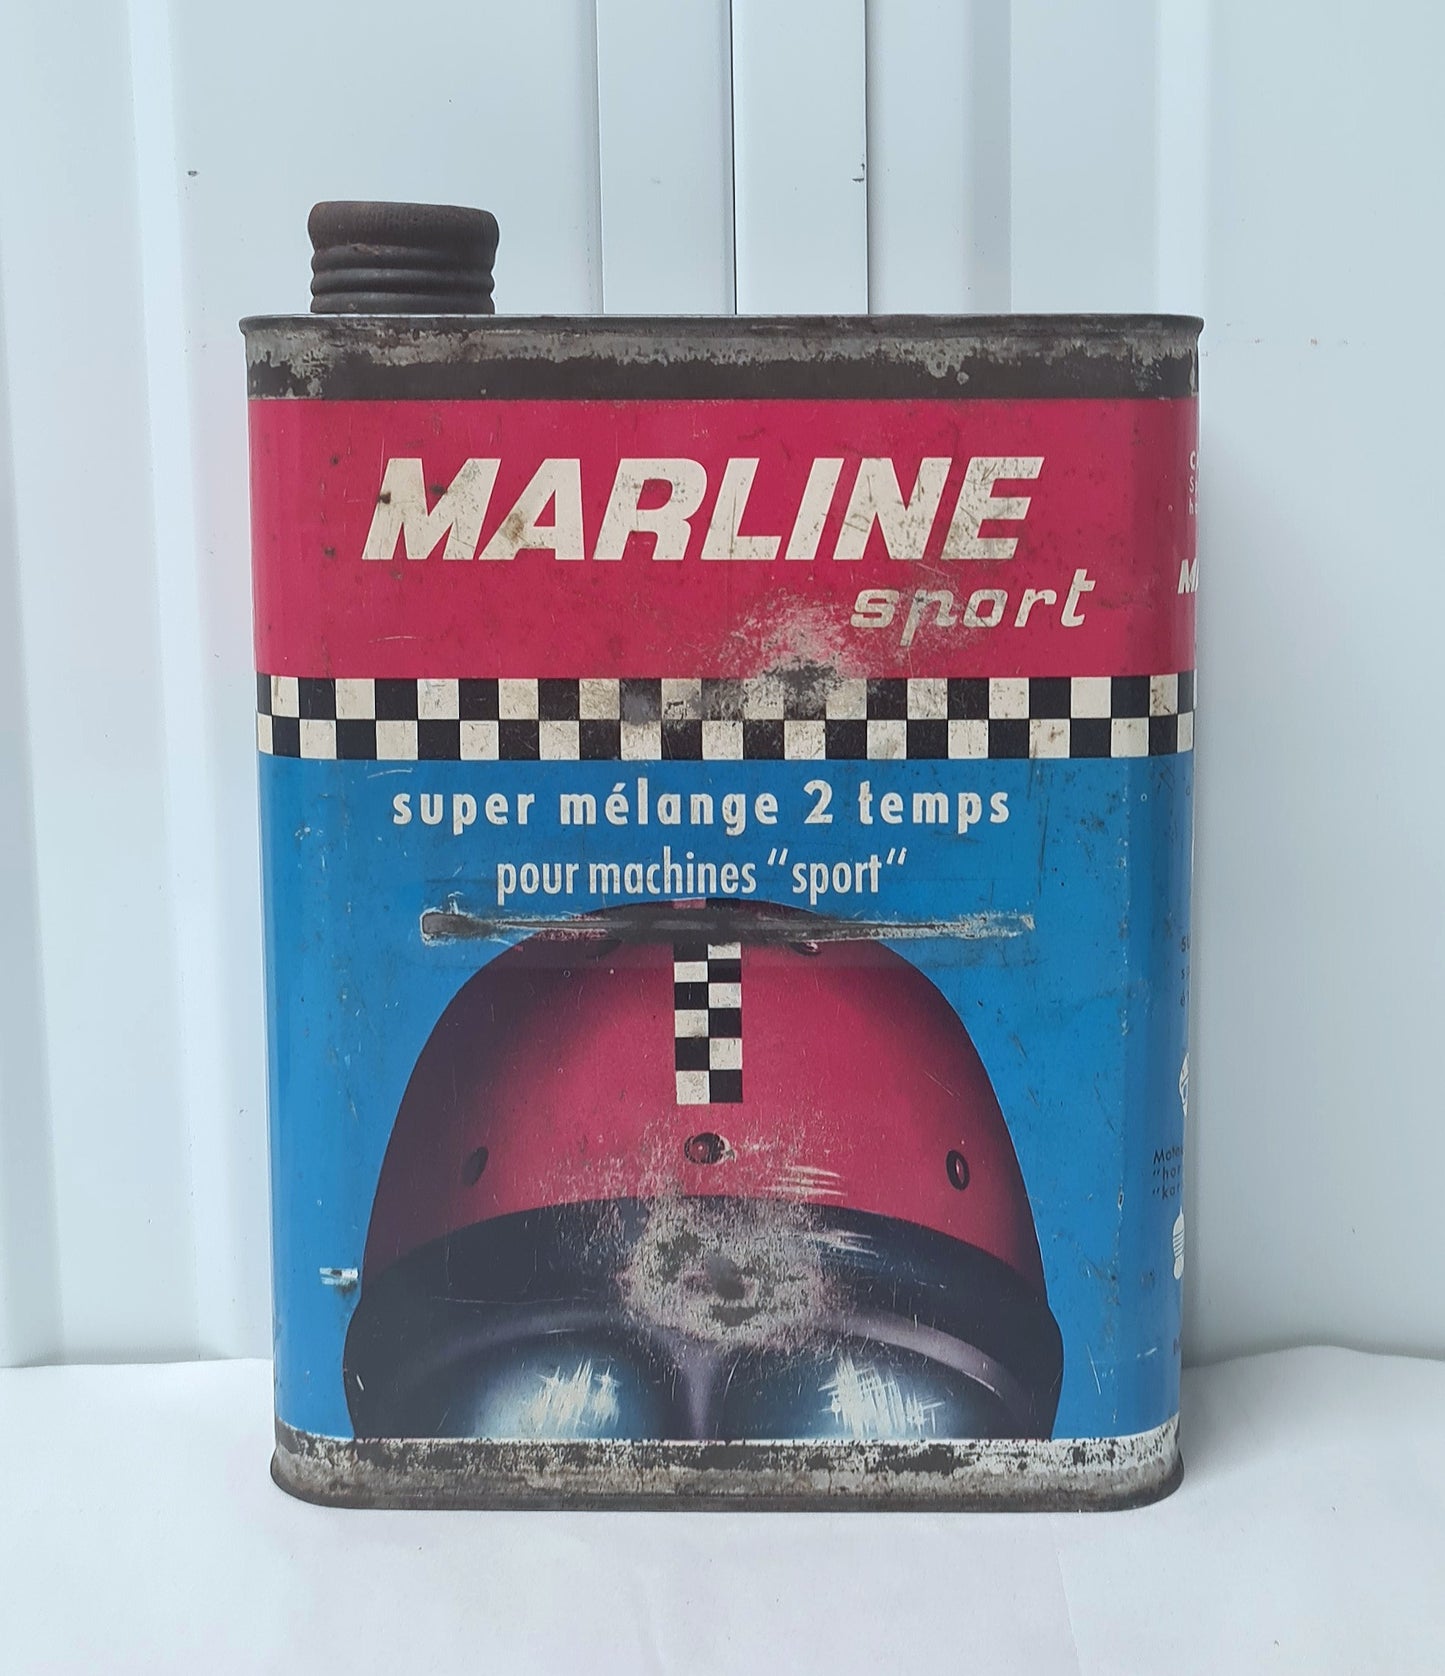 MARLINE
sport
super mélange 2 temps
pour machines “sport“